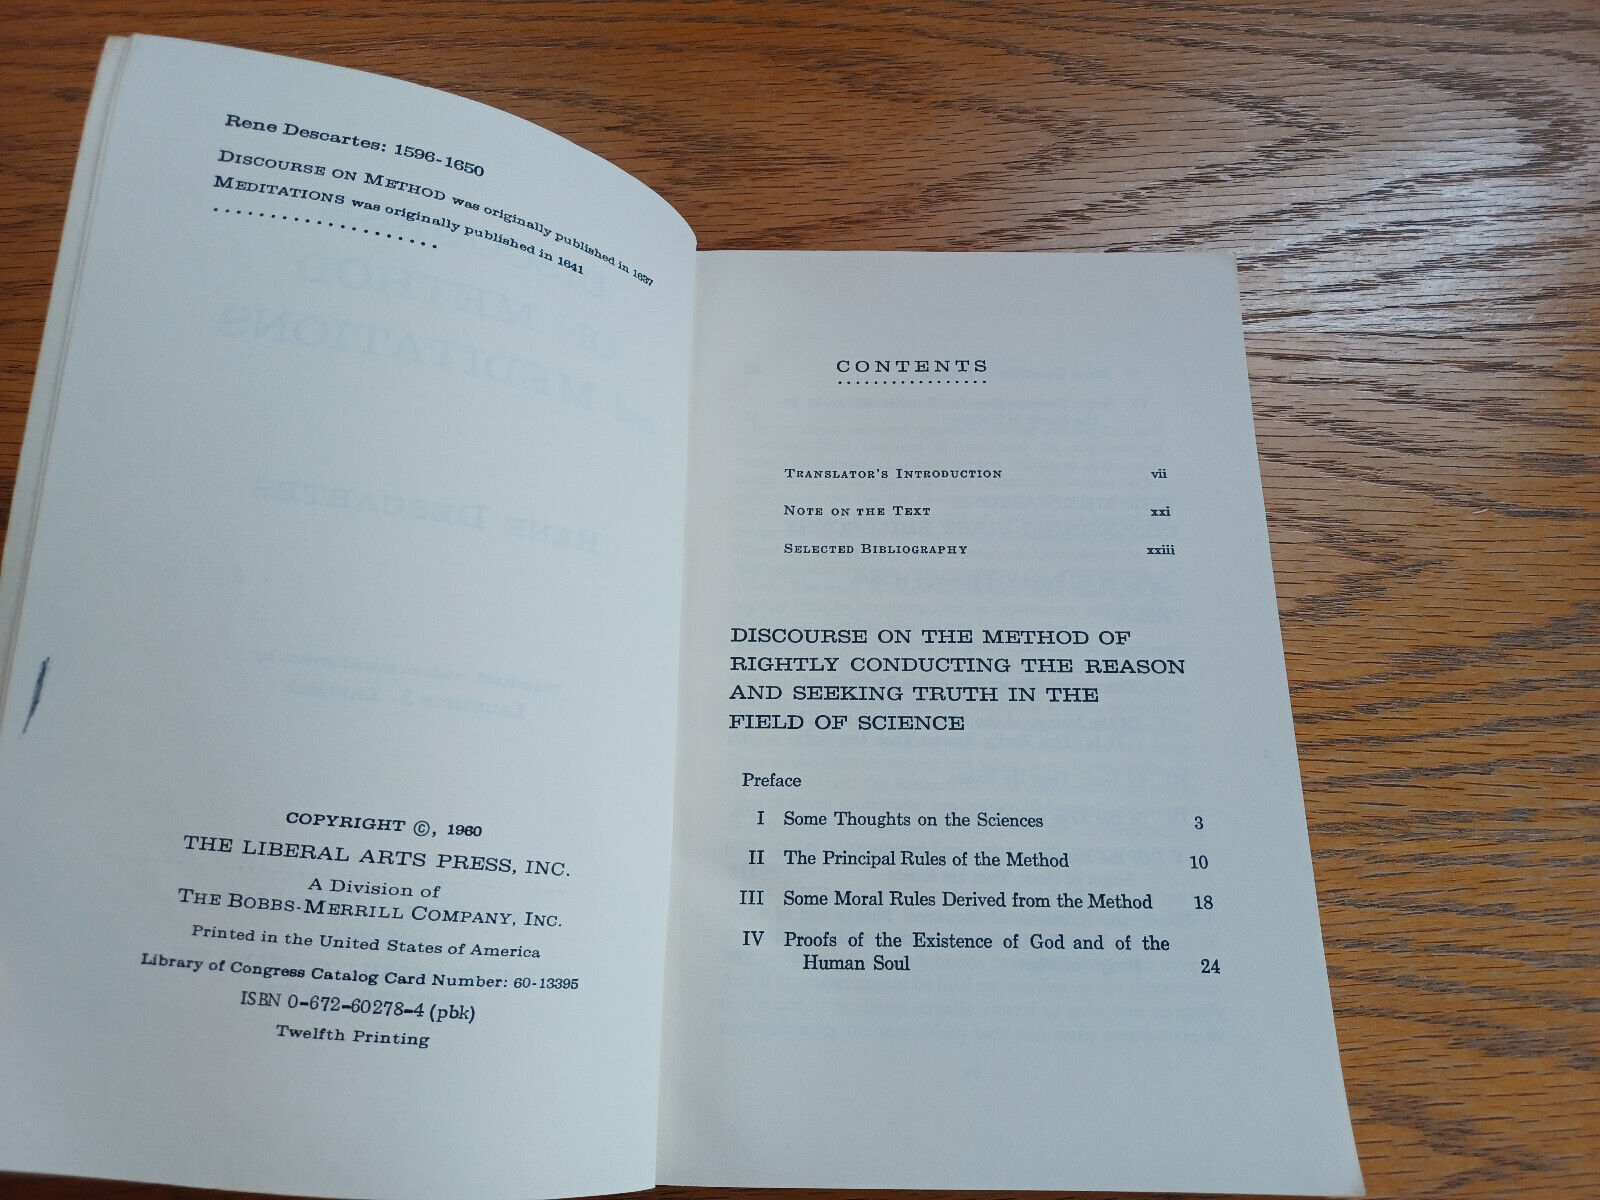 Rene Descartes: 1596-1650
DISCOURSE ON METHOD was originally published in 1637
MEDITATIONS was originally published in 1641
COPYRIGHT ©, 1960
THE LIBERAL ARTS PRESS, INC.
A Division of
THE BOBBS-MERRILL COMPANY, INC.
Printed in the United States of America
Library of Congress Catalog Card Number: 60-13395
ISBN 0-672-60278-4 (pbk)
Twelfth Printing
CONTENTS
TRANSLATOR'S INTRODUCTION vii
NOTE ON THE TEXT xxi
SELECTED BIBLIOGRAPHY xxiii
DISCOURSE ON THE METHOD OF
RIGHTLY CONDUCTING THE REASON
AND SEEKING TRUTH IN THE
FIELD OF SCIENCE
Preface
I Some Thoughts on the Sciences 3
II The Principal Rules of the Method 10
III Some Moral Rules Derived from the Method 18
IV Proofs of the Existence of God and of the
Human Soul 24